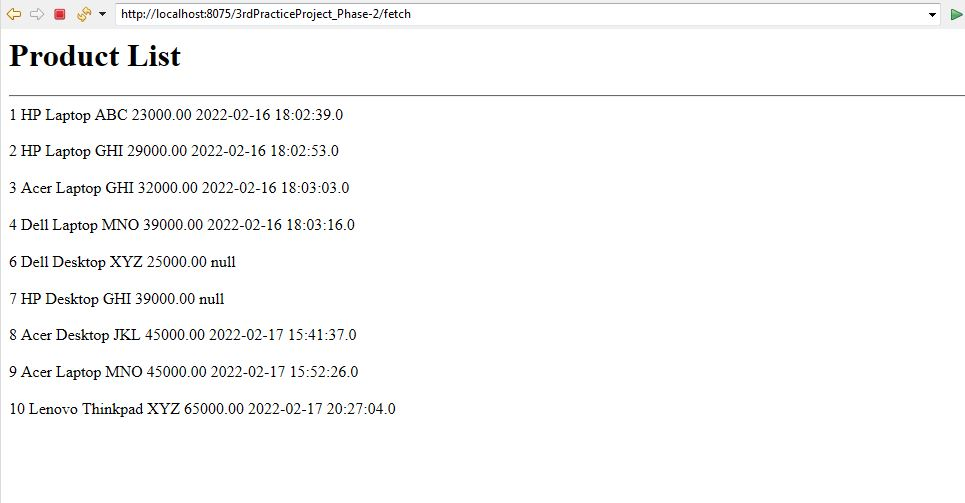 http://localhost:8075/3rdPracticeProject_Phase-2/fetch
Product List
1 HP Laptop ABC 23000.00 2022-02-16 18:02:39.0
2 HP Laptop GHI 29000.00 2022-02-16 18:02:53.0
3 Acer Laptop GHI 32000.00 2022-02-16 18:03:03.0
4 Dell Laptop MNO 39000.00 2022-02-16 18:03:16.0
6 Dell Desktop XYZ 25000.00 null
7 HP Desktop GHI 39000.00 null
8 Acer Desktop JKL 45000.00 2022-02-17 15:41:37.0
9 Acer Laptop MNO 45000.00 2022-02-17 15:52:26.0
10 Lenovo Thinkpad XYZ 65000.00 2022-02-17 20:27:04.0